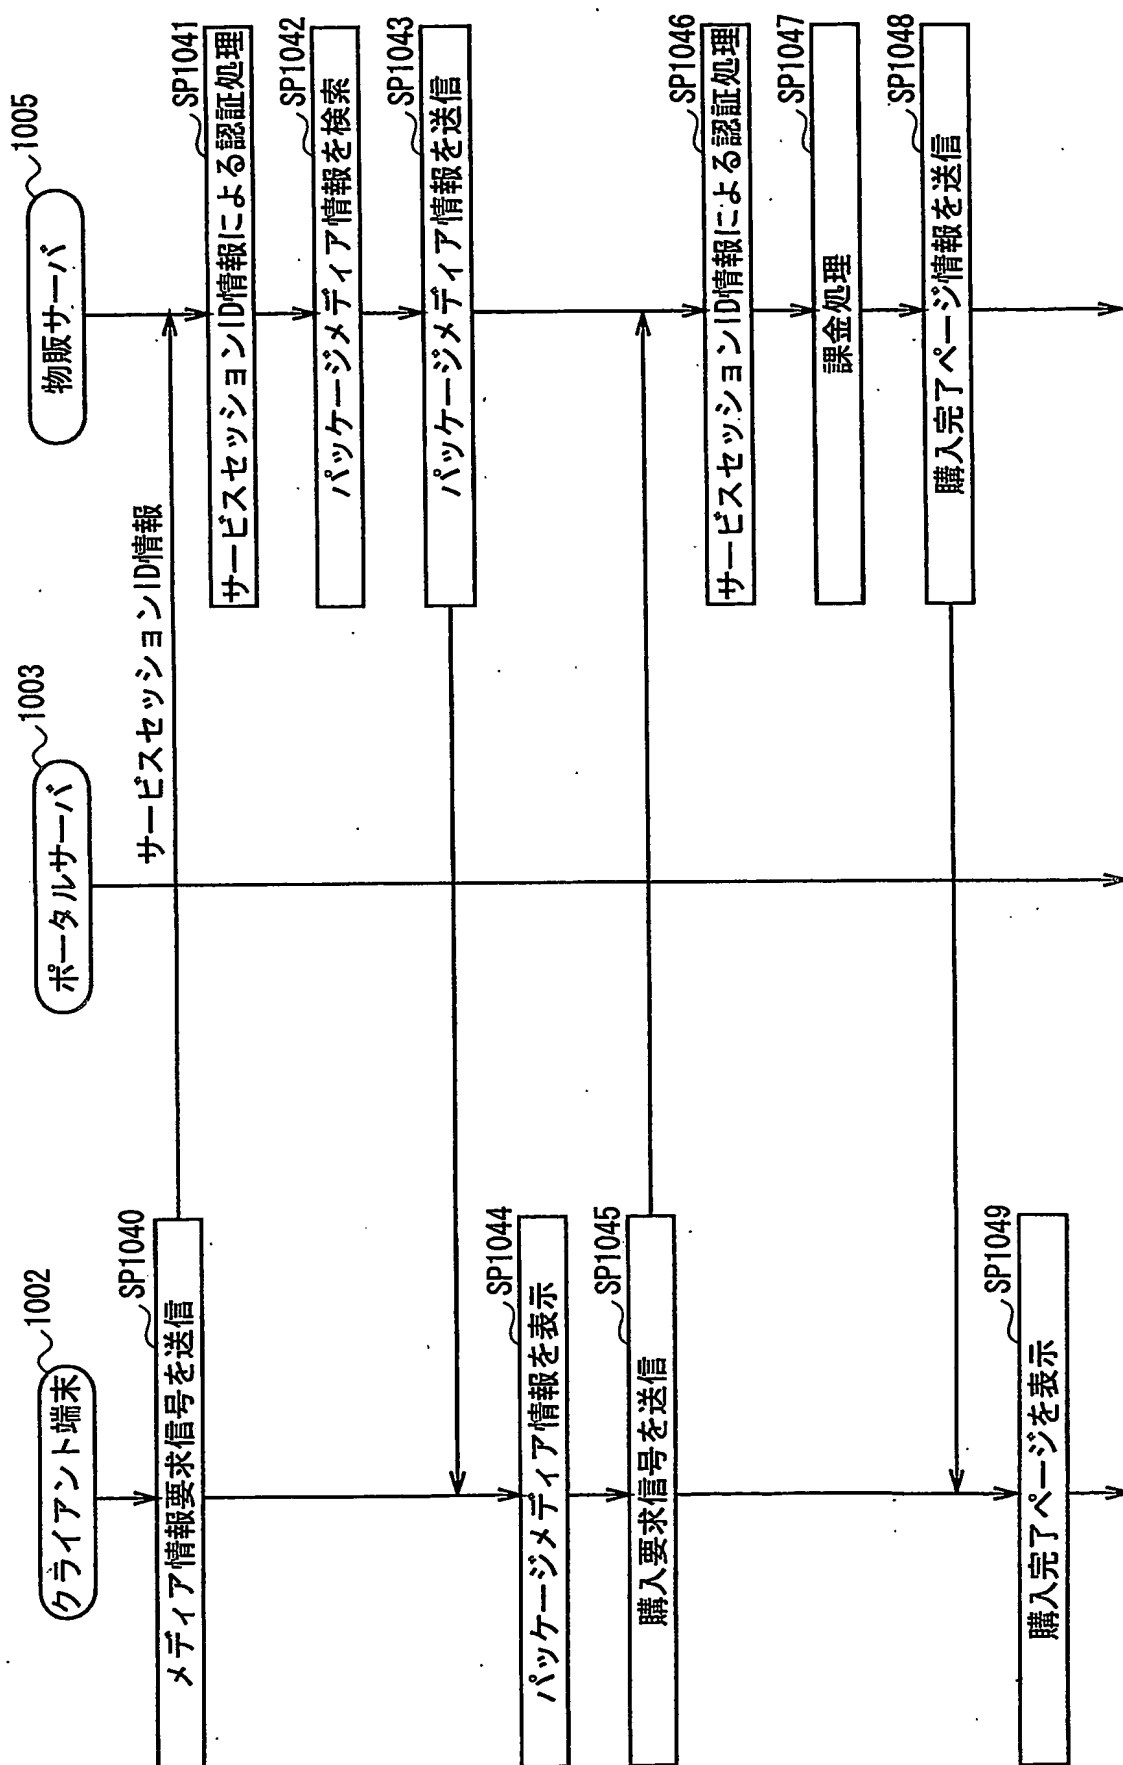 クライアント端末
1002
ポータルサーバ
1003
物販サーバ
1005
メディア情報要求信号を送信
SP1040
サービスセッションID情報
サービスセッションID情報による認証処理
SP1041
パッケージメディア情報を検索
SP1042
パッケージメディア情報を送信
SP1043
パッケージメディア情報を表示
SP1044
購入要求信号を送信
SP1045
サービスセッションID情報による認証処理
SP1046
課金処理
SP1047
購入完了ページ情報を送信
SP1048
購入完了ページを表示
SP1049